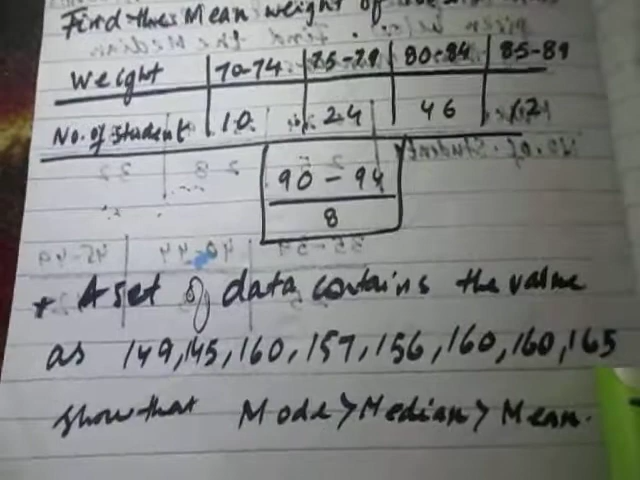 Find the Mean weight of
Weight 70-74 75-79 80-84 85-89
No. of Student 10 24 46 12
90 - 94
8
* A set of data contains the value
as 149, 145, 160, 157, 156, 160, 160, 165
show that Mode > Median > Mean.